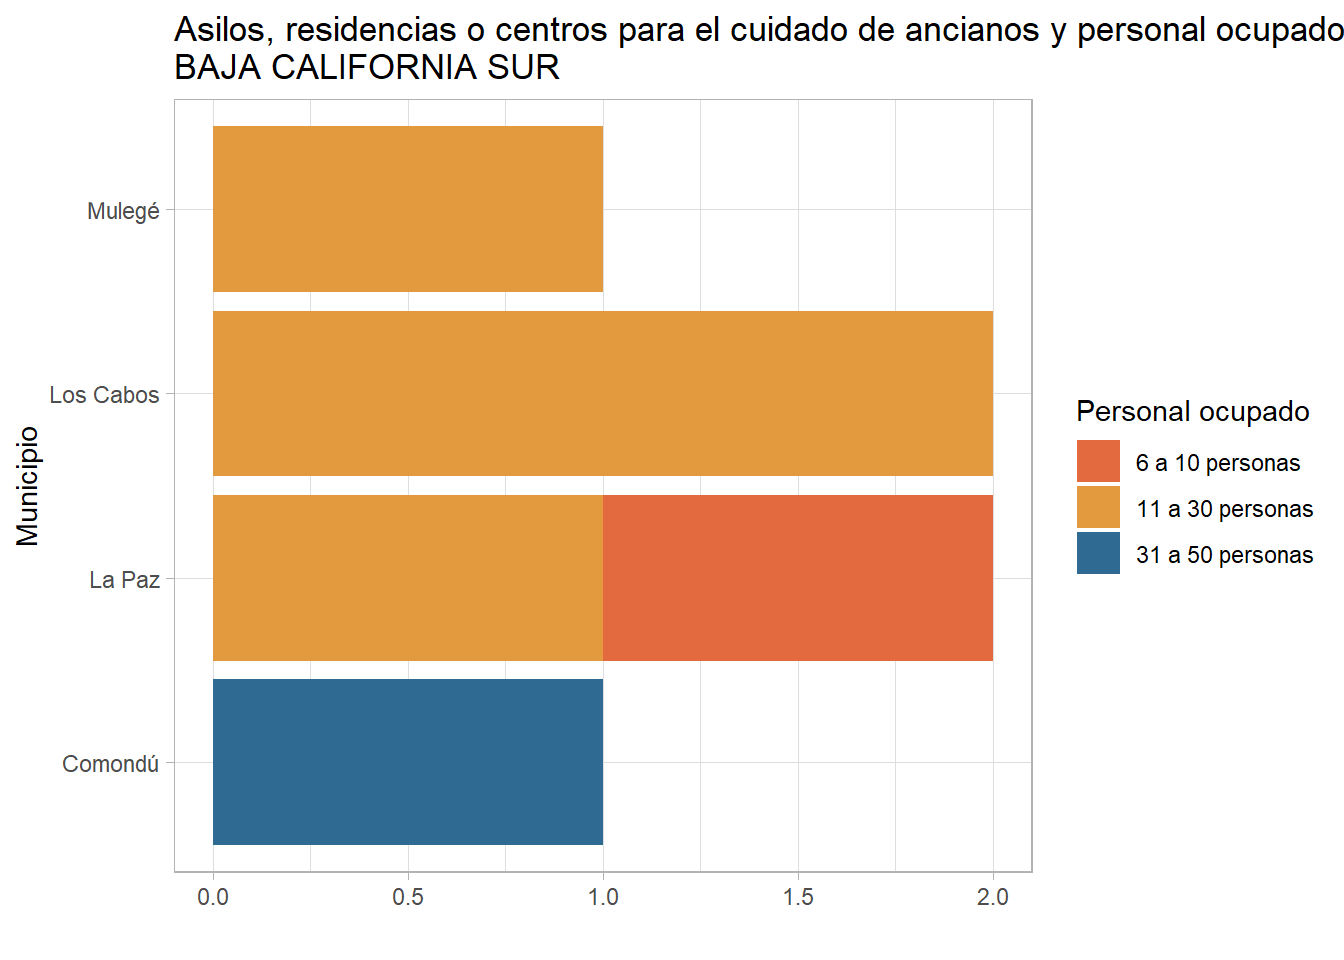 Asilos, residencias o centros para el cuidado de ancianos y personal ocupado
BAJA CALIFORNIA SUR
Municipio
Mulegé
Los Cabos
La Paz
Comondú
0.0
0.5
1.0
1.5
2.0
Personal ocupado
6 a 10 personas
11 a 30 personas
31 a 50 personas